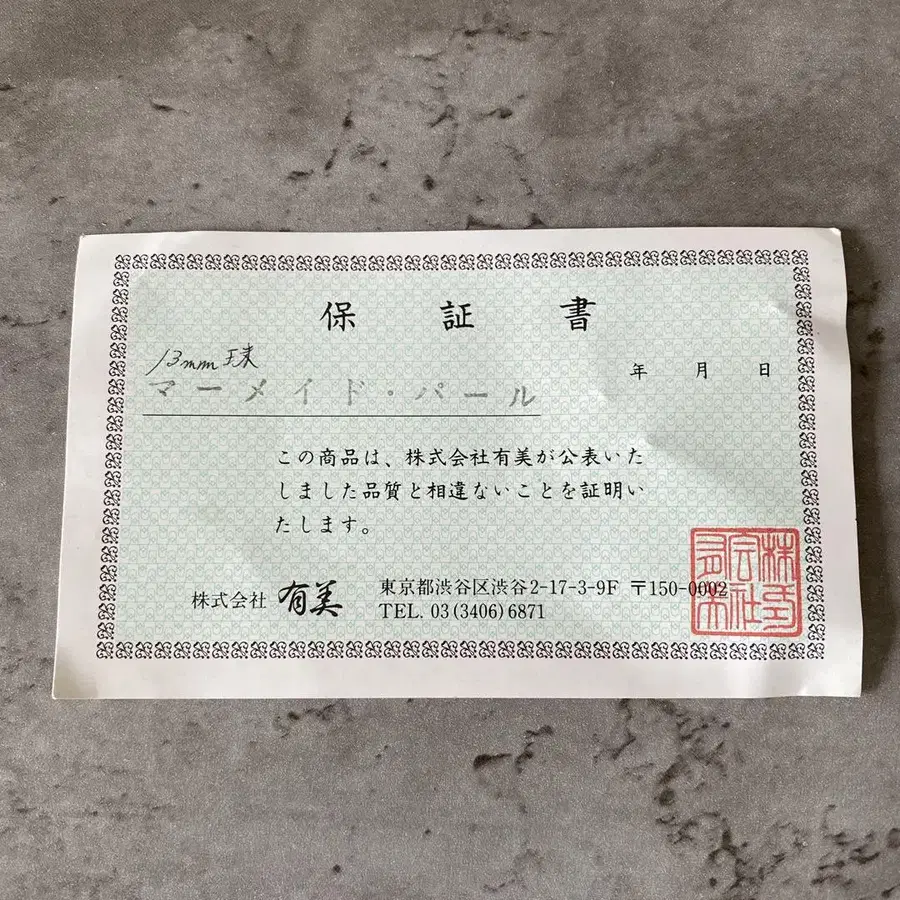 保証書
13mm珠
年 月 日
マーメイド・パール
この商品は、株式会社有美が公表いた
しました品質と相違ないことを証明い
たします。
株式会社 有美 東京都渋谷区渋谷2-17-3-9F 〒150-0002
TEL. 03(3406)6871